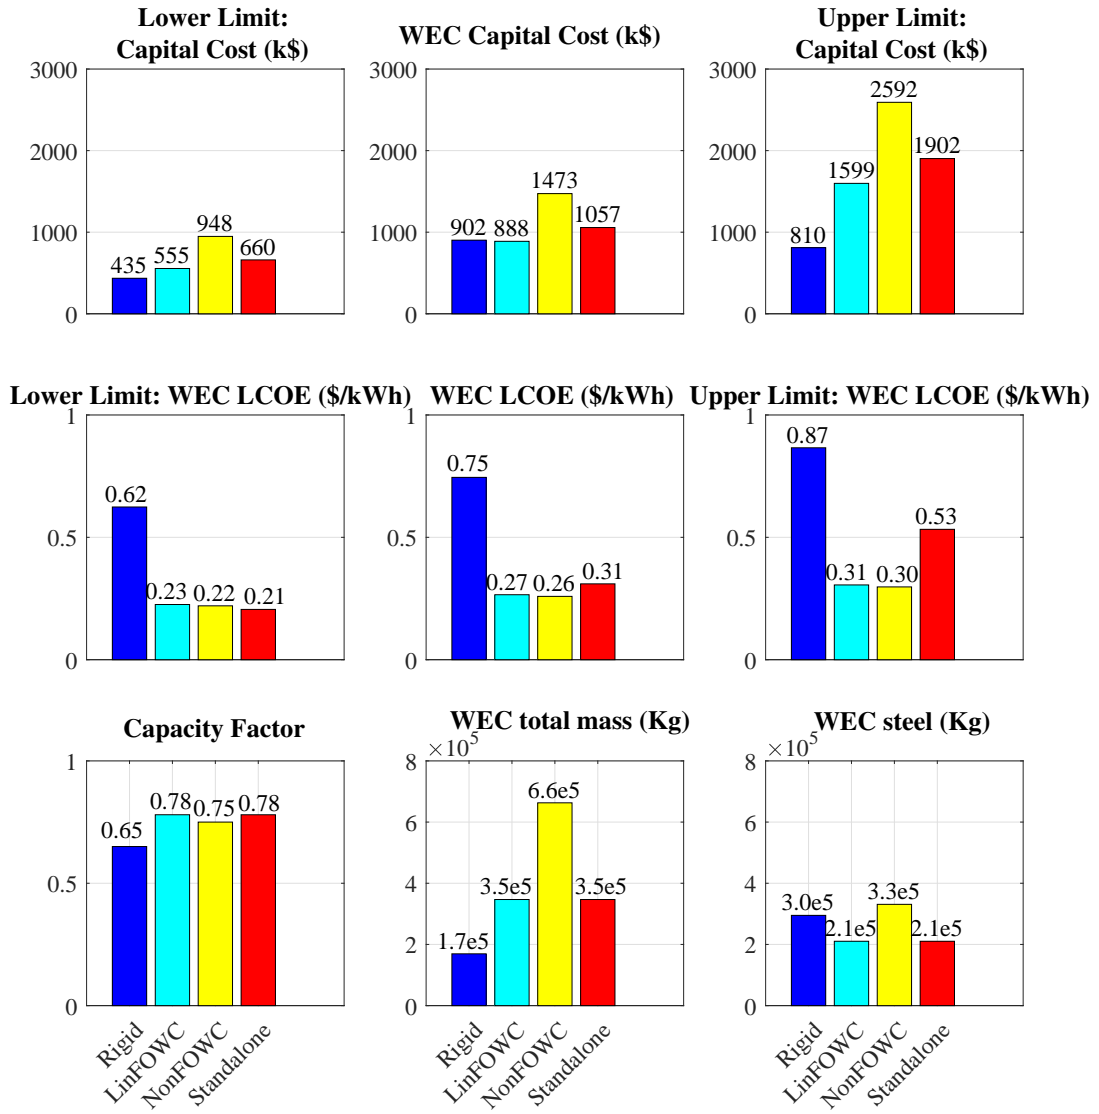 Lower Limit:
Capital Cost (k$)
3000
2000
1000
0
435
555
948
660
WEC Capital Cost (k$)
3000
2000
1000
0
902
888
1473
1057
Upper Limit:
Capital Cost (k$)
3000
2000
1000
0
810
1599
2592
1902
Lower Limit: WEC LCOE ($/kWh)
1
0.5
0
0.62
0.23
0.22
0.21
WEC LCOE ($/kWh)
1
0.5
0
0.75
0.27
0.26
0.31
Upper Limit: WEC LCOE ($/kWh)
1
0.5
0
0.87
0.31
0.30
0.53
Capacity Factor
1
0.5
0
0.65
0.78
0.75
0.78
Rigid
LinFOWC
NonFOWC
Standalone
WEC total mass (Kg)
×10^5
8
6
4
2
0
1.7e5
3.5e5
6.6e5
3.5e5
Rigid
LinFOWC
NonFOWC
Standalone
WEC steel (Kg)
×10^5
8
6
4
2
0
3.0e5
2.1e5
3.3e5
2.1e5
Rigid
LinFOWC
NonFOWC
Standalone